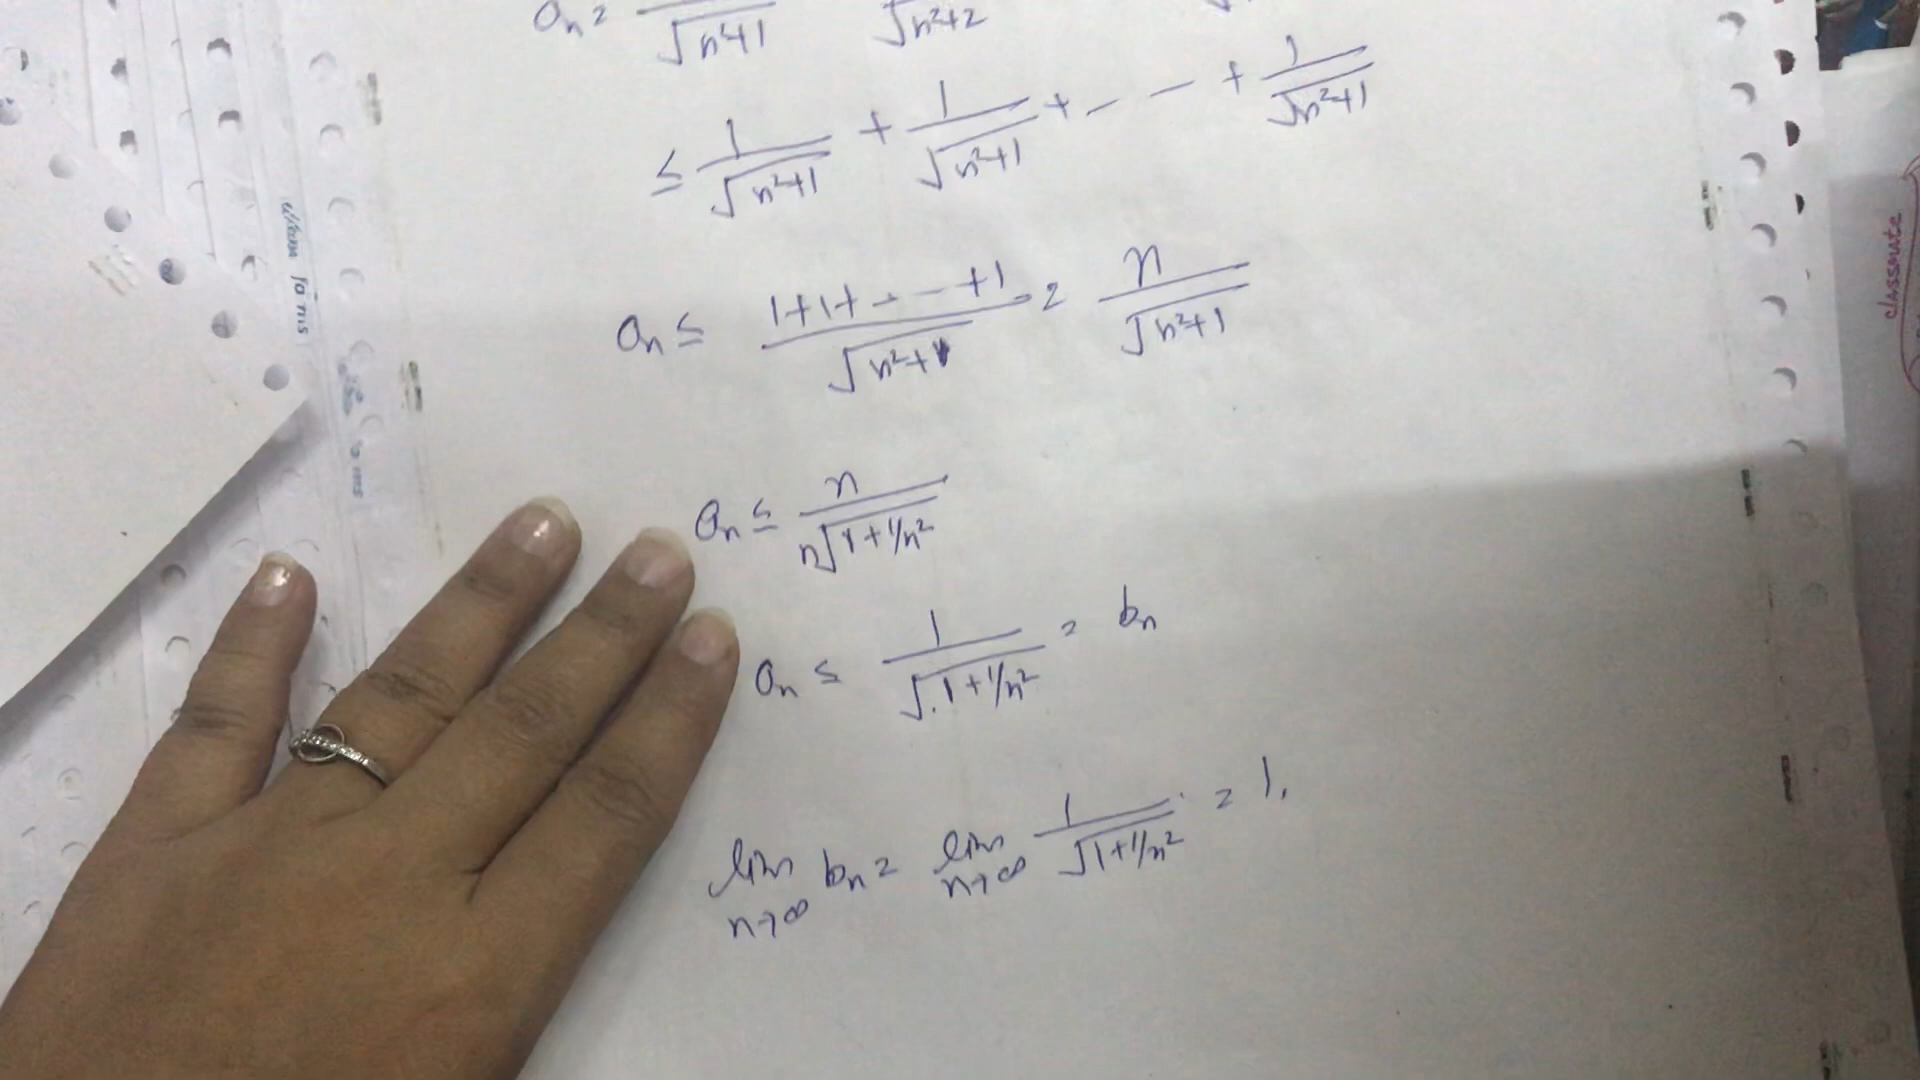 an = 1/√n²+1 1/√n²+2
≤ 1/√n²+1 + 1/√n²+1 + - - + 1/√n²+1
an ≤ 1+1+ - - +1/√n²+1 = n/√n²+1
an ≤ n/n√1+1/n²
an ≤ 1/√1+1/n² = bn
lim n→∞ bn = lim n→∞ 1/√1+1/n² = 1.
classmate